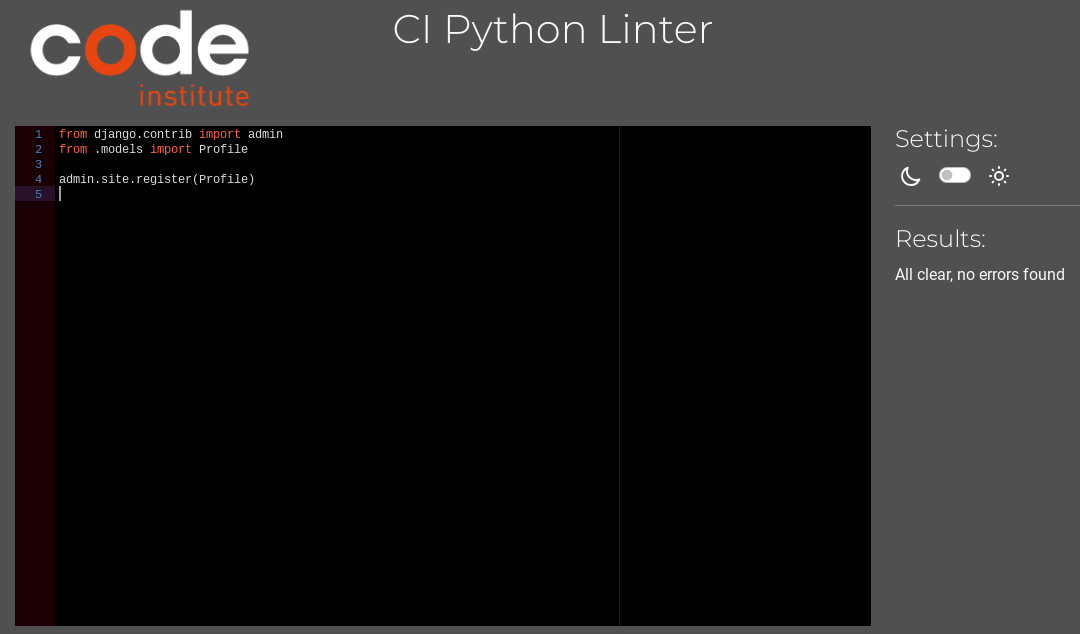 code
institute
CI Python Linter
1 from django.contrib import admin
2 from .models import Profile
3
4 admin.site.register(Profile)
5
Settings:
Results:
All clear, no errors found